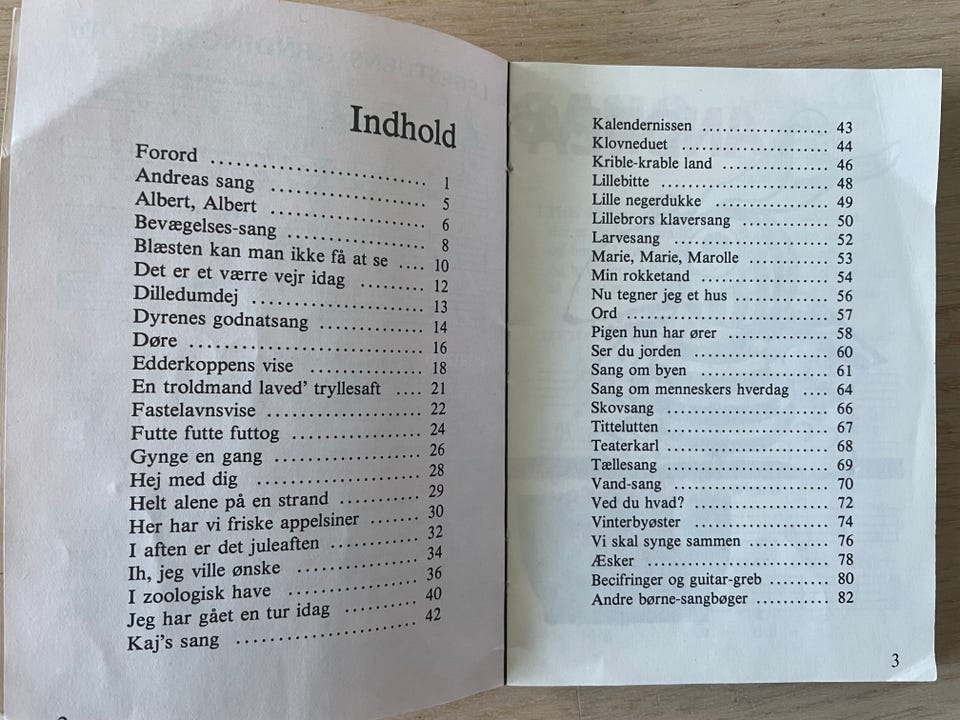 Indhold
Forord ........................ 1
Andreas sang ................. 5
Albert, Albert ................. 6
Bevægelses-sang ............... 8
Blæsten kan man ikke få at se .... 10
Det er et værre vejr idag .......... 12
Dilledumdej ................... 13
Dyrenes godnatsang ............. 14
Døre .......................... 16
Edderkoppens vise .............. 18
En troldmand laved' tryllesaft .... 21
Fastelavnsvise .................. 22
Futte futte futtog ................ 24
Gynge en gang .................. 26
Hej med dig .................... 28
Helt alene på en strand .......... 29
Her har vi friske appelsiner ....... 30
I aften er det juleaften ............ 32
Ih, jeg ville ønske ................ 34
I zoologisk have ................. 36
Jeg har gået en tur idag .......... 40
Kaj's sang ...................... 42
Kalendernissen ................. 43
Klovneduet .................... 44
Krible-krable land .............. 46
Lillebitte ...................... 48
Lille negerdukke ............... 49
Lillebrors klaversang ............ 50
Larvesang ..................... 52
Marie, Marie, Marolle ........... 53
Min rokketand ................. 54
Nu tegner jeg et hus ............. 56
Ord .......................... 57
Pigen hun har ører .............. 58
Ser du jorden .................. 60
Sang om byen .................. 61
Sang om menneskers hverdag .... 64
Skovsang ...................... 66
Tittelutten ..................... 67
Teaterkarl ..................... 68
Tællesang ..................... 69
Vand-sang ..................... 70
Ved du hvad? .................. 72
Vinterbyøster .................. 74
Vi skal synge sammen ........... 76
Æsker ........................ 78
Becifringer og guitar-greb ........ 80
Andre børne-sangbøger .......... 82
3